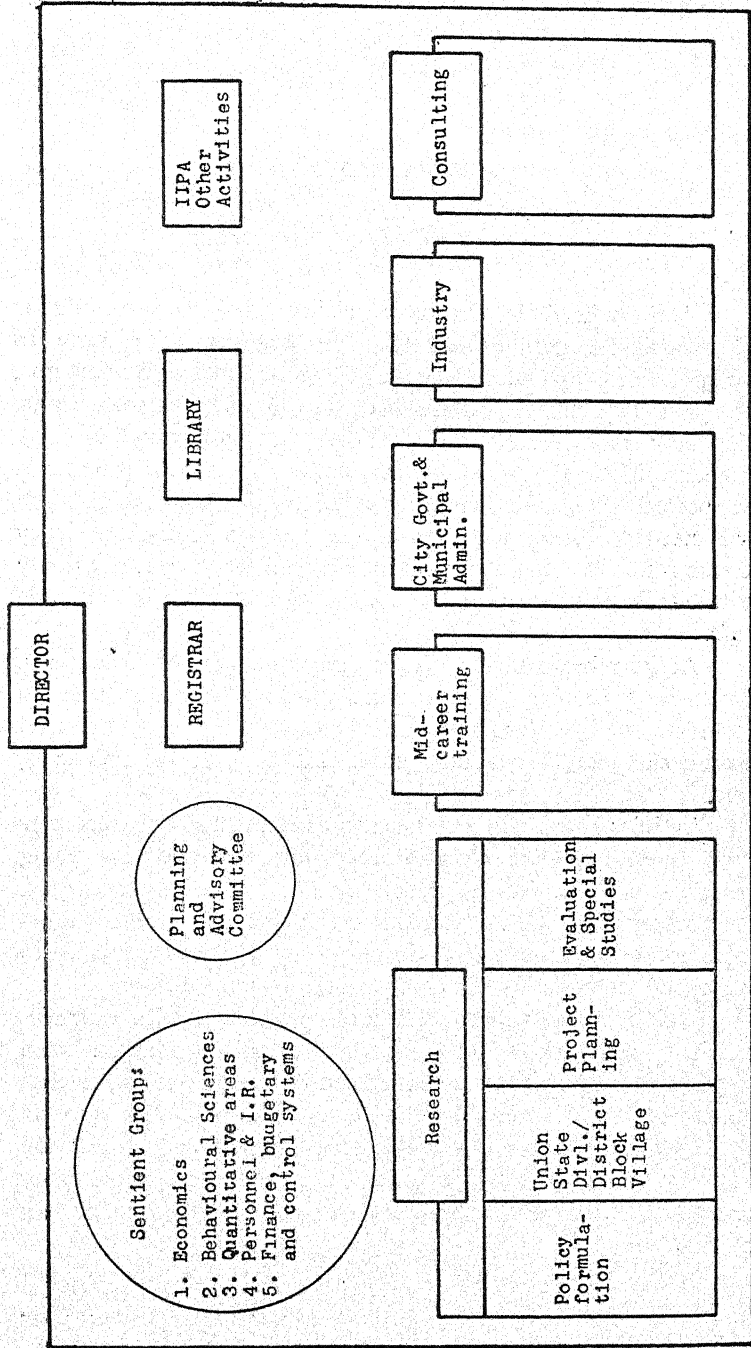 DIRECTOR
Sentient Groups
1. Economics
2. Behavioural Sciences
3. Quantitative areas
4. Personnel & I.R.
5. Finance, budgetary
and control systems
Planning
and
Advisory
Committee
REGISTRAR
LIBRARY
IIPA
Other
Activities
Research
Policy
formula-
tion
Union
State
Divl./
District
Block
Village
Project
Plann-
ing
Evaluation
& Special
Studies
Mid-
career
training
City Govt.&
Municipal
Admin.
Industry
Consulting